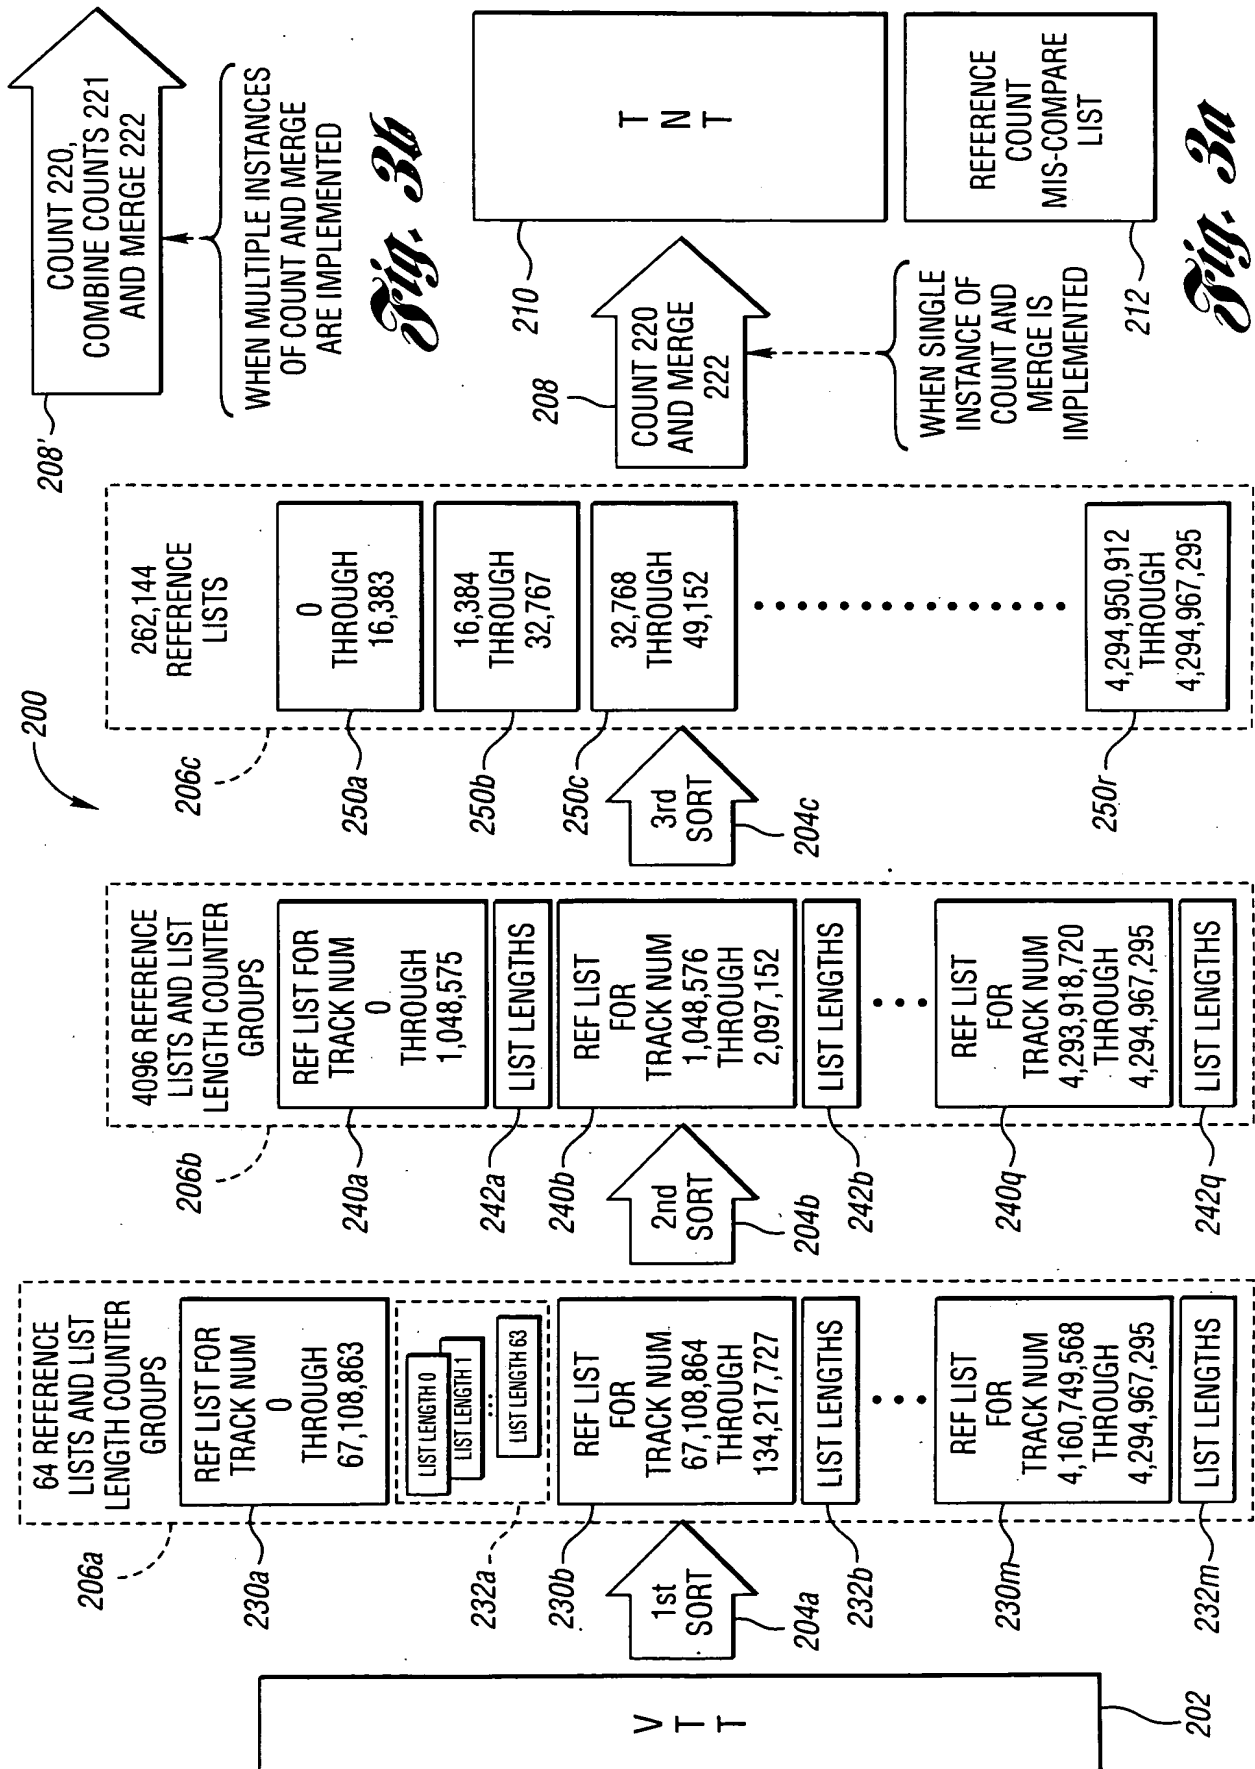 200
VTT
202
1st
SORT
204a
206a
64 REFERENCE
LISTS AND LIST
LENGTH COUNTER
GROUPS
230a
REF LIST FOR
TRACK NUM
0
THROUGH
67,108,863
232a
LIST LENGTH 0
LIST LENGTH 1
LIST LENGTH 63
230b
REF LIST
FOR
TRACK NUM
67,108,864
THROUGH
134,217,727
232b
LIST LENGTHS
230m
REF LIST
FOR
TRACK NUM
4,160,749,568
THROUGH
4,294,967,295
232m
LIST LENGTHS
2nd
SORT
204b
206b
4096 REFERENCE
LISTS AND LIST
LENGTH COUNTER
GROUPS
240a
REF LIST FOR
TRACK NUM
0
THROUGH
1,048,575
242a
LIST LENGTHS
240b
REF LIST
FOR
TRACK NUM
1,048,576
THROUGH
2,097,152
242b
LIST LENGTHS
240q
REF LIST
FOR
TRACK NUM
4,293,918,720
THROUGH
4,294,967,295
242q
LIST LENGTHS
3rd
SORT
204c
206c
262,144
REFERENCE
LISTS
250a
0
THROUGH
16,383
250b
16,384
THROUGH
32,767
250c
32,768
THROUGH
49,152
250r
4,294,950,912
THROUGH
4,294,967,295
208
COUNT 220
AND MERGE
222
WHEN SINGLE
INSTANCE OF
COUNT AND
MERGE IS
IMPLEMENTED
210
TNT
212
REFERENCE
COUNT
MIS-COMPARE
LIST
Fig. 3a
208'
COUNT 220,
COMBINE COUNTS 221
AND MERGE 222
WHEN MULTIPLE INSTANCES
OF COUNT AND MERGE
ARE IMPLEMENTED
Fig. 3b